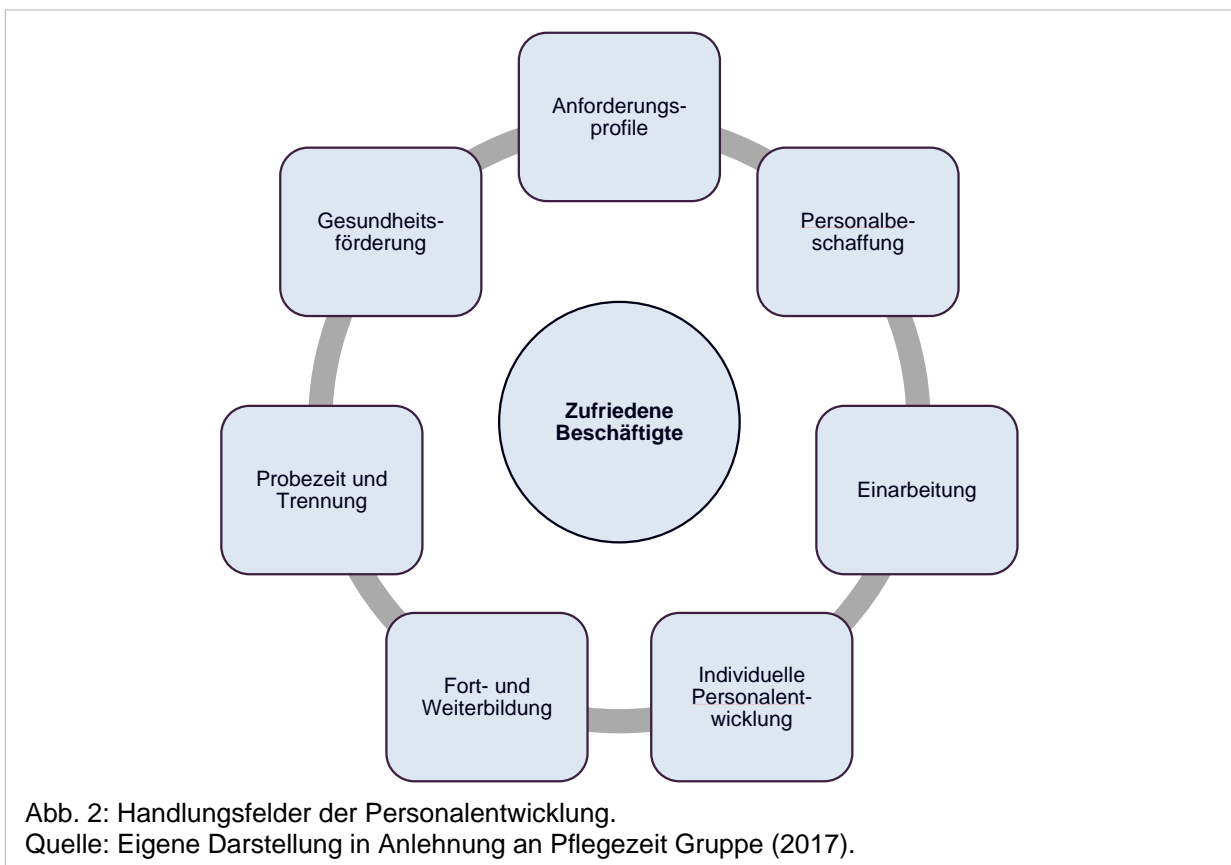 Anforderungs-
profile
Personalbe-
schaffung
Einarbeitung
Individuelle
Personalent-
wicklung
Fort- und
Weiterbildung
Probezeit und
Trennung
Gesundheits-
förderung
Zufriedene
Beschäftigte
Abb. 2: Handlungsfelder der Personalentwicklung.
Quelle: Eigene Darstellung in Anlehnung an Pflegezeit Gruppe (2017).